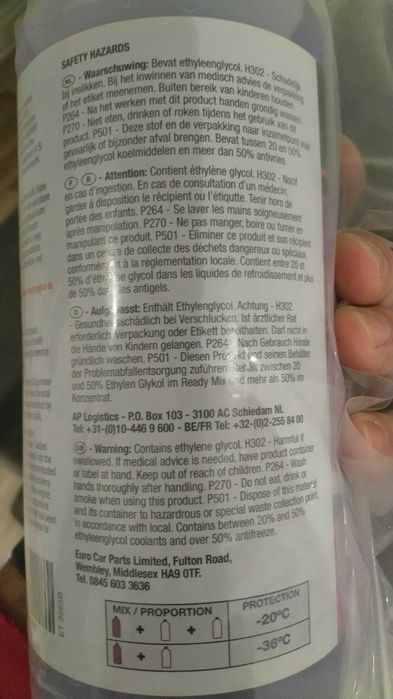 SAFETY HAZARDS
NL - Waarschuwing: Bevat ethyleenglycol. H302 - Schadelijk
bij inslikken. Bij het inwinnen van medisch advies de verpakking
of het etiket meenemen. Buiten bereik van kinderen houden.
P264 - Na het werken met dit product handen grondig wassen.
P270 - Niet eten, drinken of roken tijdens het gebruik van dit
product. P501 - Deze stof en de verpakking naar inzamelpunt voor
gevaarlijk of bijzonder afval brengen. Bevat tussen 20 en 50%
ethyleenglycol koelmiddelen en meer dan 50% antivries.
F B - Attention: Contient éthylène glycol. H302 - Nocif
en cas d'ingestion. En cas de consultation d'un médecin,
garder à disposition le récipient ou l'étiqutte. Tenir hors de
portée des enfants. P264 - Se laver les mains soigneusement
après manipulation. P270 - Ne pas manger, boire ou fumer en
manipulant ce produit. P501 - Eliminer ce produit et son récipient
dans un centre de collecte des déchets dangereux ou spéciaux
conformément à la réglementation locale. Contient entre 20 et
50% d'éthylène glycol dans les liquides de refroidissement et plus
de 50% dans les antigels.
D - Aufgepasst: Enthält Ethylenglycol. Achtung - H302
- Gesundheitsschädlich bei Verschlucken. Ist ärztlicher Rat
erforderlich Verpackung oder Etikett bereithalten. Darf nicht in
die Hände von Kindern gelangen. P264 - Nach Gebrauch Hände
gründlich waschen. P501 - Diesen Produkt und seinen Behälter
der Problemabfallentsorgung zuführen. Behält zwischen 20
und 50% Ethylen Glykol im Ready Mix und mehr als 50% im
Konzentrat.
AP Logistics - P.O. Box 103 - 3100 AC Schiedam NL
Tel: +31-(0)10-446 9 600 - BE/FR Tel: +32-(0)2-255 84 00
GB - Warning: Contains ethylene glycol. H302 - Harmful if
swallowed. If medical advice is needed, have product container
or label at hand. Keep out of reach of children. P264 - Wash
hands thoroughly after handling. P270 - Do not eat, drink or
smoke when using this product. P501 - Dispose of this material
and its container to hazardous or special waste collection point,
in accordance with local. Contains between 20% and 50%
ethyleenglycol coolants and over 50% antifreeze.
Euro Car Parts Limited, Fulton Road,
Wembley, Middlesex HA9 0TF.
Tel. 0845 603 3636
MIX / PROPORTION PROTECTION
+ + -20°C
+ -36°C